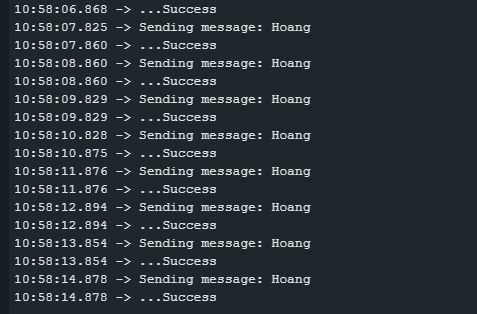 10:58:06.868 -> ...Success
10:58:07.825 -> Sending message: Hoang
10:58:07.860 -> ...Success
10:58:08.860 -> Sending message: Hoang
10:58:08.860 -> ...Success
10:58:09.829 -> Sending message: Hoang
10:58:09.829 -> ...Success
10:58:10.828 -> Sending message: Hoang
10:58:10.875 -> ...Success
10:58:11.876 -> Sending message: Hoang
10:58:11.876 -> ...Success
10:58:12.894 -> Sending message: Hoang
10:58:12.894 -> ...Success
10:58:13.854 -> Sending message: Hoang
10:58:13.854 -> ...Success
10:58:14.878 -> Sending message: Hoang
10:58:14.878 -> ...Success